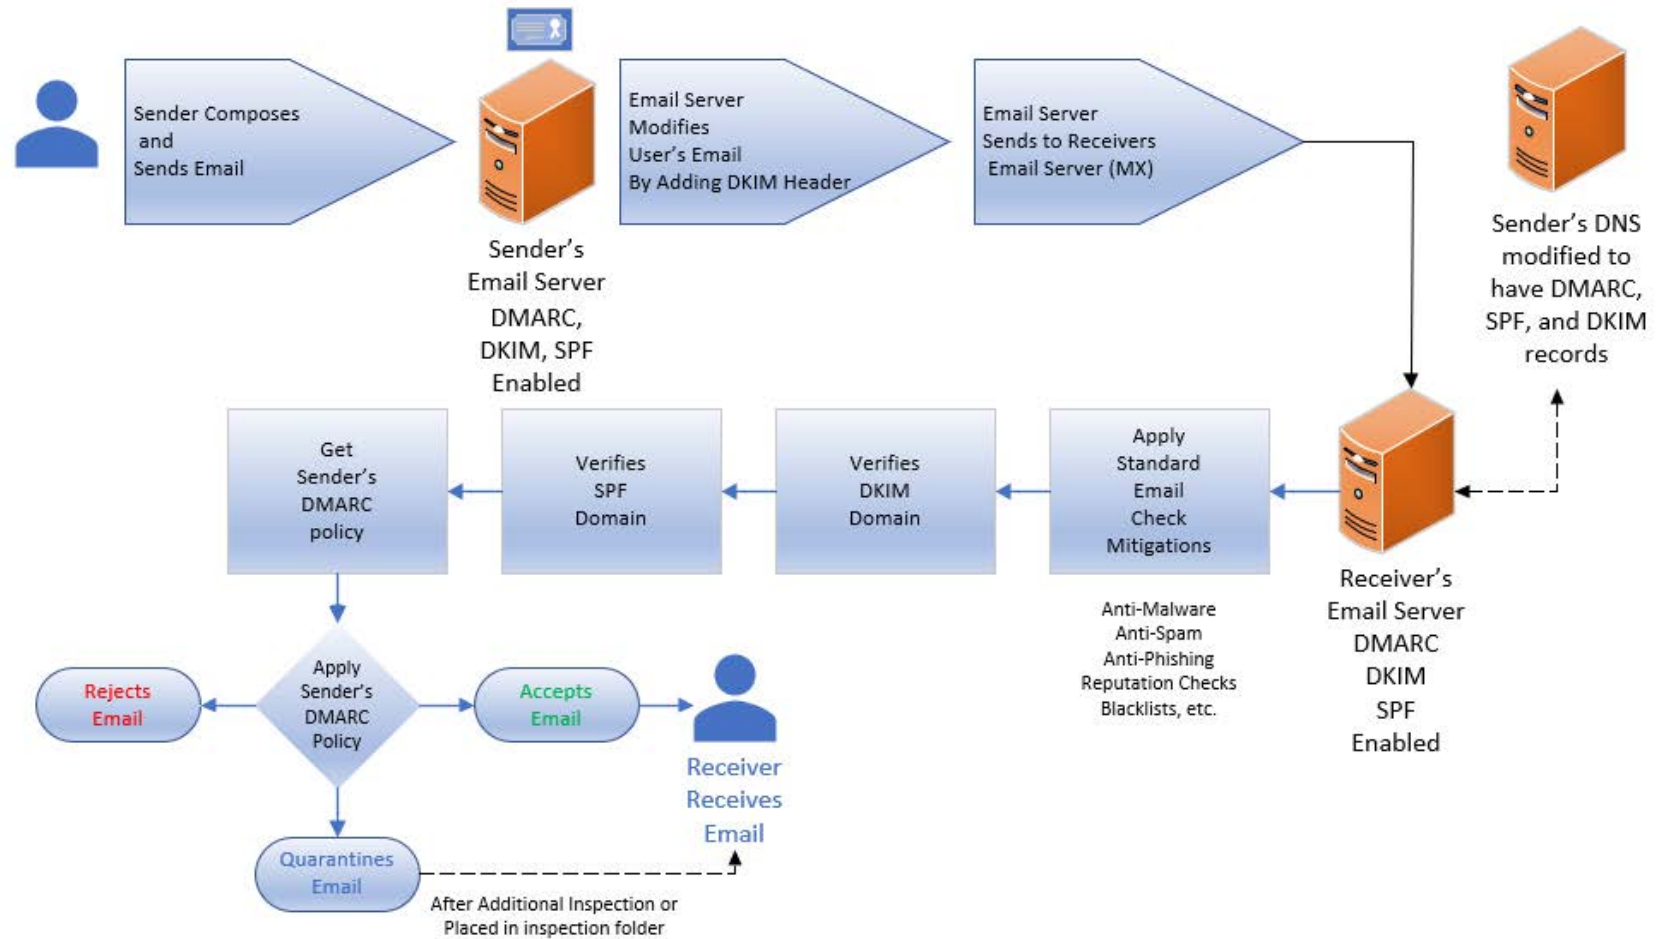 Sender Composes
and
Sends Email
Sender's
Email Server
DMARC,
DKIM, SPF
Enabled
Email Server
Modifies
User's Email
By Adding DKIM Header
Email Server
Sends to Receivers
Email Server (MX)
Sender's DNS
modified to
have DMARC,
SPF, and DKIM
records
Receiver's
Email Server
DMARC
DKIM
SPF
Enabled
Apply
Standard
Email
Check
Mitigations
Anti-Malware
Anti-Spam
Anti-Phishing
Reputation Checks
Blacklists, etc.
Verifies
DKIM
Domain
Verifies
SPF
Domain
Get
Sender's
DMARC
policy
Apply
Sender's
DMARC
Policy
Rejects
Email
Accepts
Email
Receiver
Receives
Email
Quarantines
Email
After Additional Inspection or
Placed in inspection folder